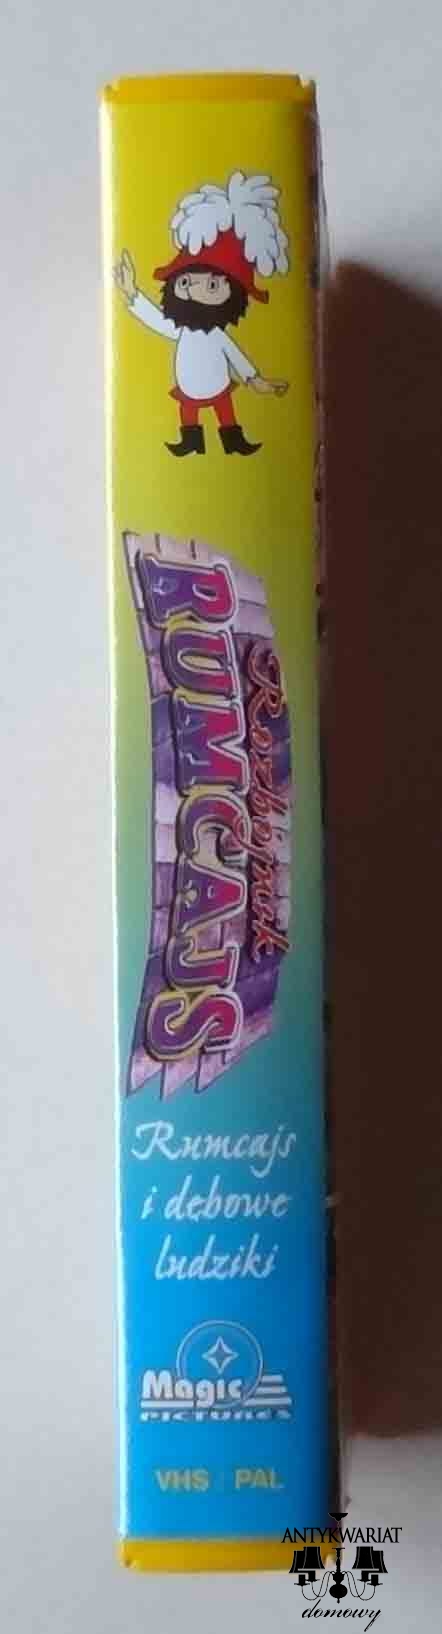 Rozbójnik
RUMCAJS
Rumcajs
i dębowe
ludziki
Magic
PICTURES
VHS PAL
ANTYKWARIAT
domowy